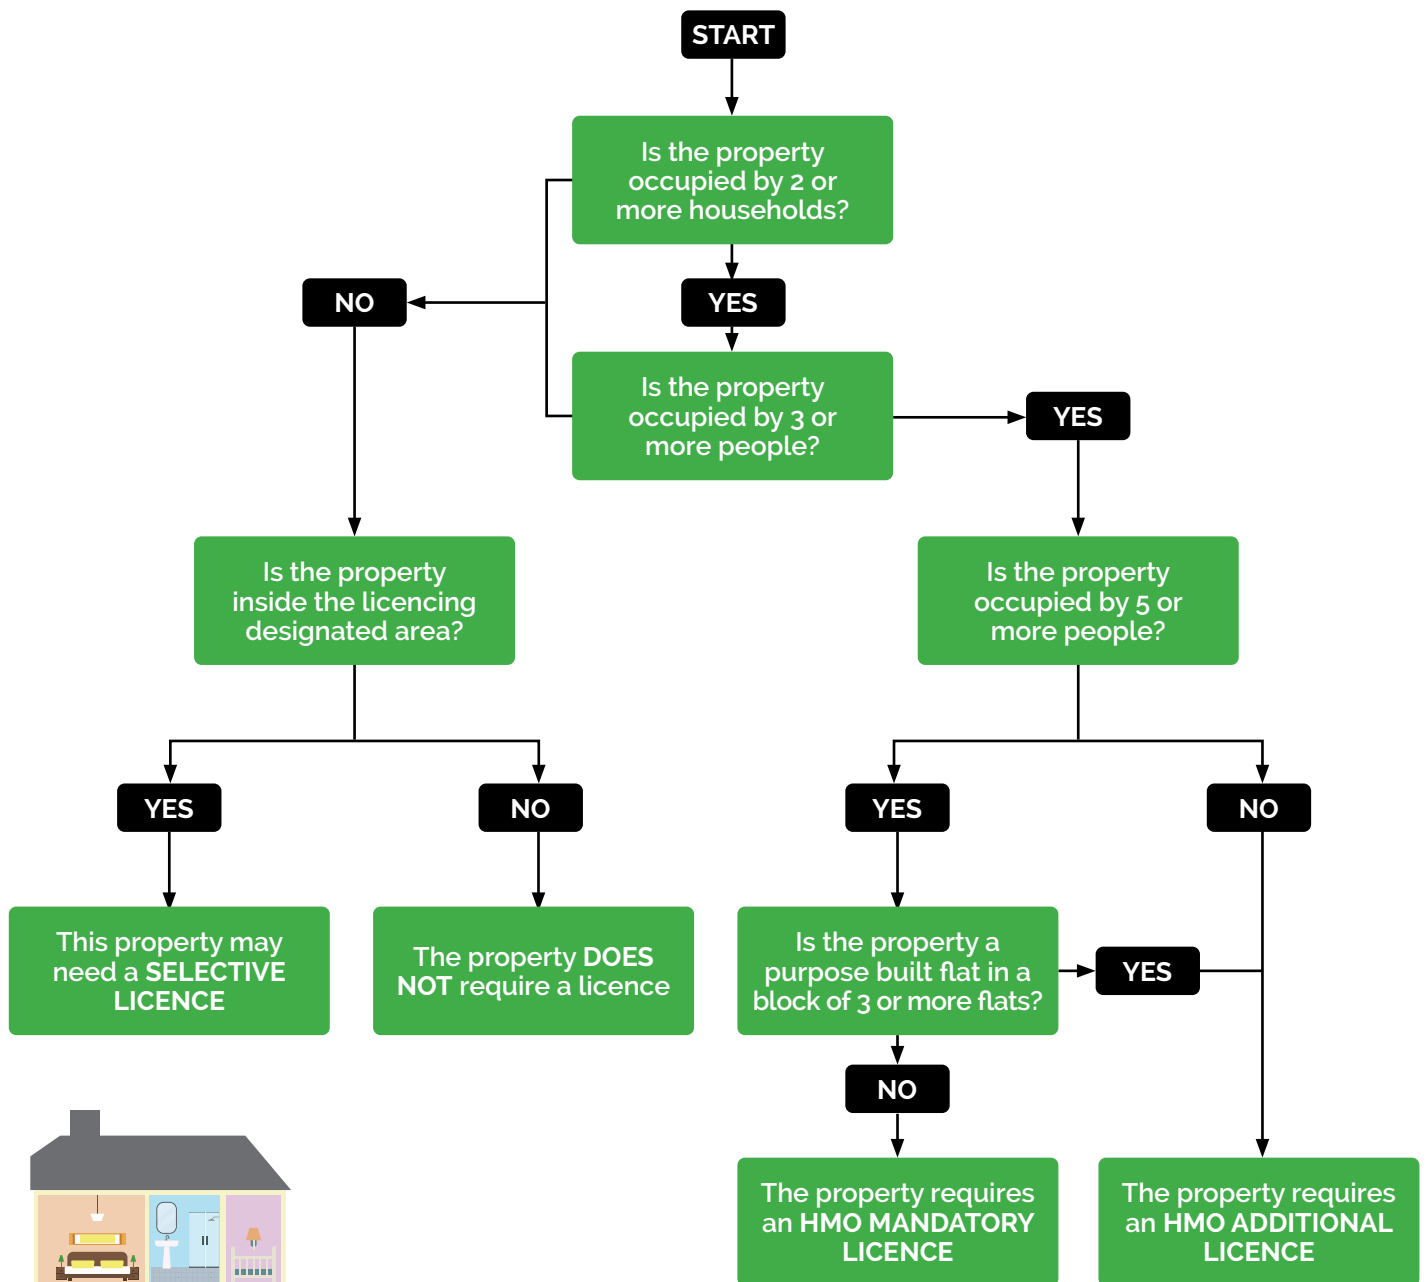 START
Is the property
occupied by 2 or
more households?
NO
YES
Is the property
occupied by 3 or
more people?
YES
Is the property
inside the licencing
designated area?
Is the property
occupied by 5 or
more people?
YES
NO
YES
NO
This property may
need a SELECTIVE
LICENCE
The property DOES
NOT require a licence
Is the property a
purpose built flat in a
block of 3 or more flats?
YES
NO
The property requires
an HMO MANDATORY
LICENCE
The property requires
an HMO ADDITIONAL
LICENCE